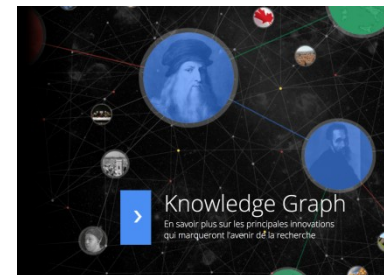 Knowledge Graph
En savoir plus sur les principales innovations
qui marqueront l'avenir de la recherche